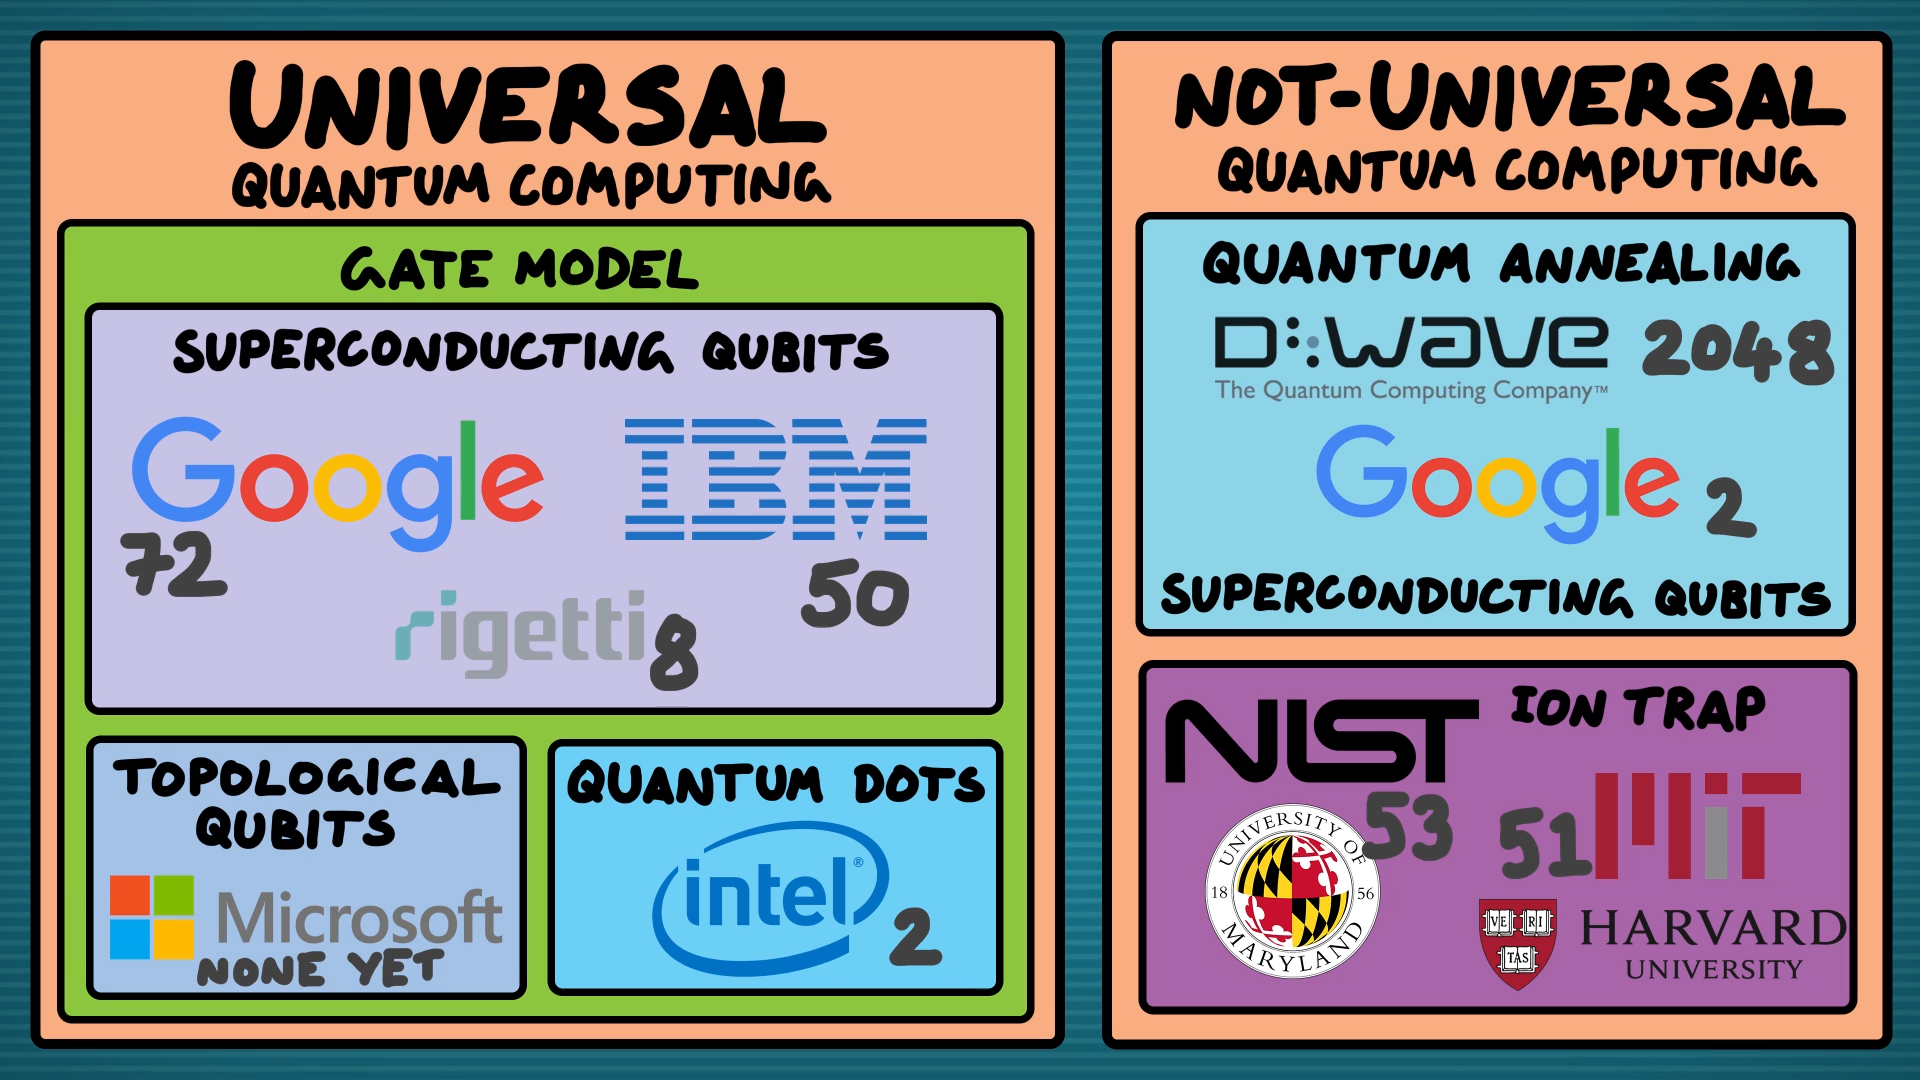 UNIVERSAL
QUANTUM COMPUTING
GATE MODEL
SUPERCONDUCTING QUBITS
Google
72
IBM
50
rigetti 8
TOPOLOGICAL
QUBITS
Microsoft
NONE YET
QUANTUM DOTS
intel®
2
NOT-UNIVERSAL
QUANTUM COMPUTING
QUANTUM ANNEALING
D:wave 2048
The Quantum Computing Company™
Google 2
SUPERCONDUCTING QUBITS
NIST ION TRAP
53
UNIVERSITY OF
18 56
MARYLAND
51 MIT
VE RI
TAS
HARVARD
UNIVERSITY